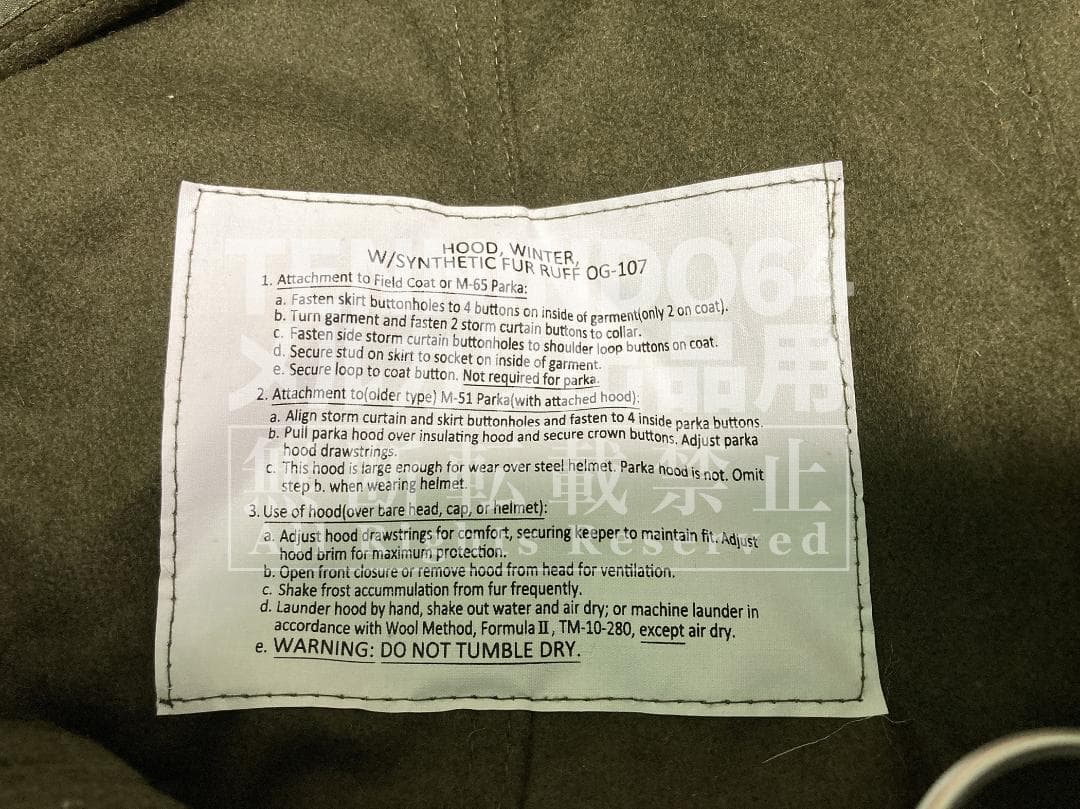 HOOD, WINTER,
W/SYNTHETIC FUR RUFF OG-107
1. Attachment to Field Coat or M-65 Parka:
a. Fasten skirt buttonholes to 4 buttons on inside of garment(only 2 on coat).
b. Turn garment and fasten 2 storm curtain buttons to collar.
c. Fasten side storm curtain buttonholes to shoulder loop buttons on coat.
d. Secure stud on skirt to socket on inside of garment.
e. Secure loop to coat button. Not required for parka.
2. Attachment to(older type) M-51 Parka(with attached hood):
a. Align storm curtain and skirt buttonholes and fasten to 4 inside parka buttons.
b. Pull parka hood over insulating hood and secure crown buttons. Adjust parka
hood drawstrings.
c. This hood is large enough for wear over steel helmet. Parka hood is not. Omit
step b. when wearing helmet.
3. Use of hood(over bare head, cap, or helmet):
a. Adjust hood drawstrings for comfort, securing keeper to maintain fit. Adjust
hood brim for maximum protection.
b. Open front closure or remove hood from head for ventilation.
c. Shake frost accummulation from fur frequently.
d. Launder hood by hand, shake out water and air dry; or machine launder in
accordance with Wool Method, Formula II, TM-10-280, except air dry.
e. WARNING: DO NOT TUMBLE DRY.
無断転載禁止
All Rights Reserved